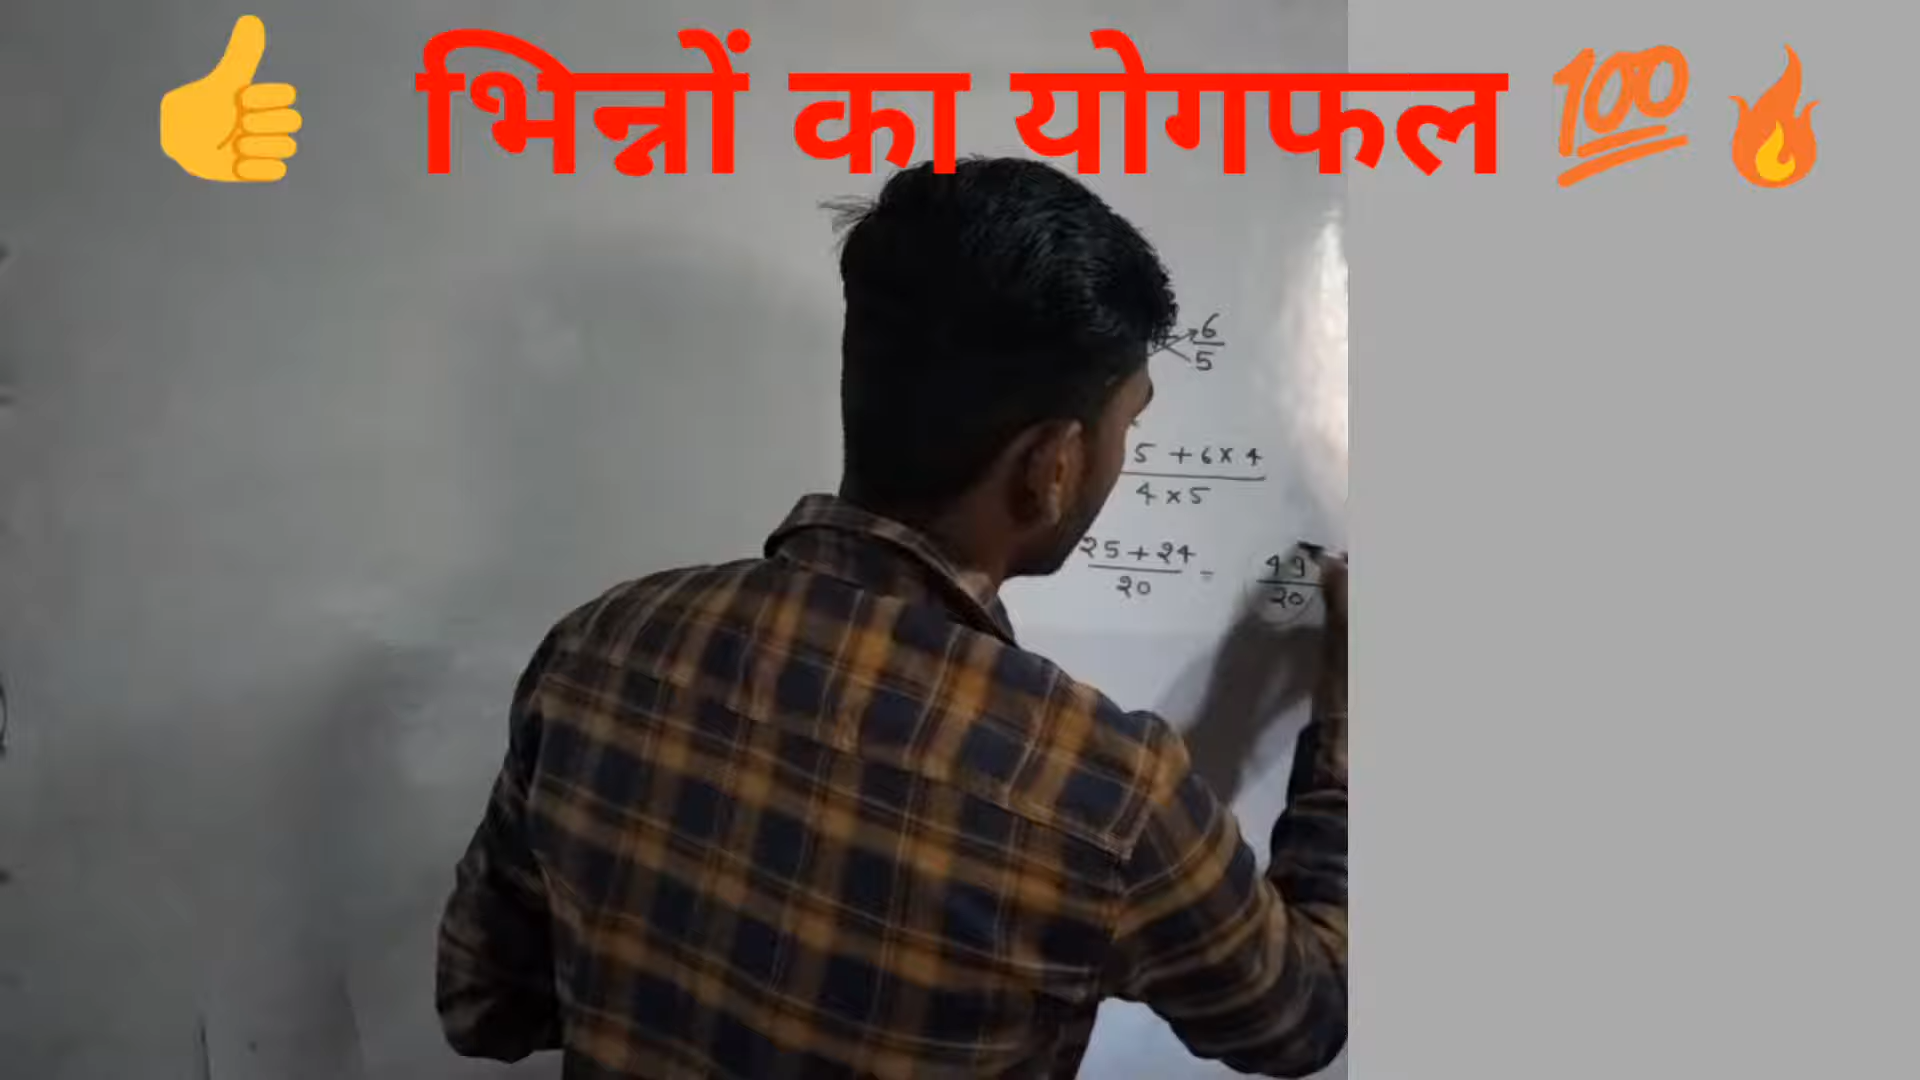 👍 भिन्नों का योगफल 💯🔥
6
5
5 + 6 × 4
4 × 5
25 + 24 = 49
20 20